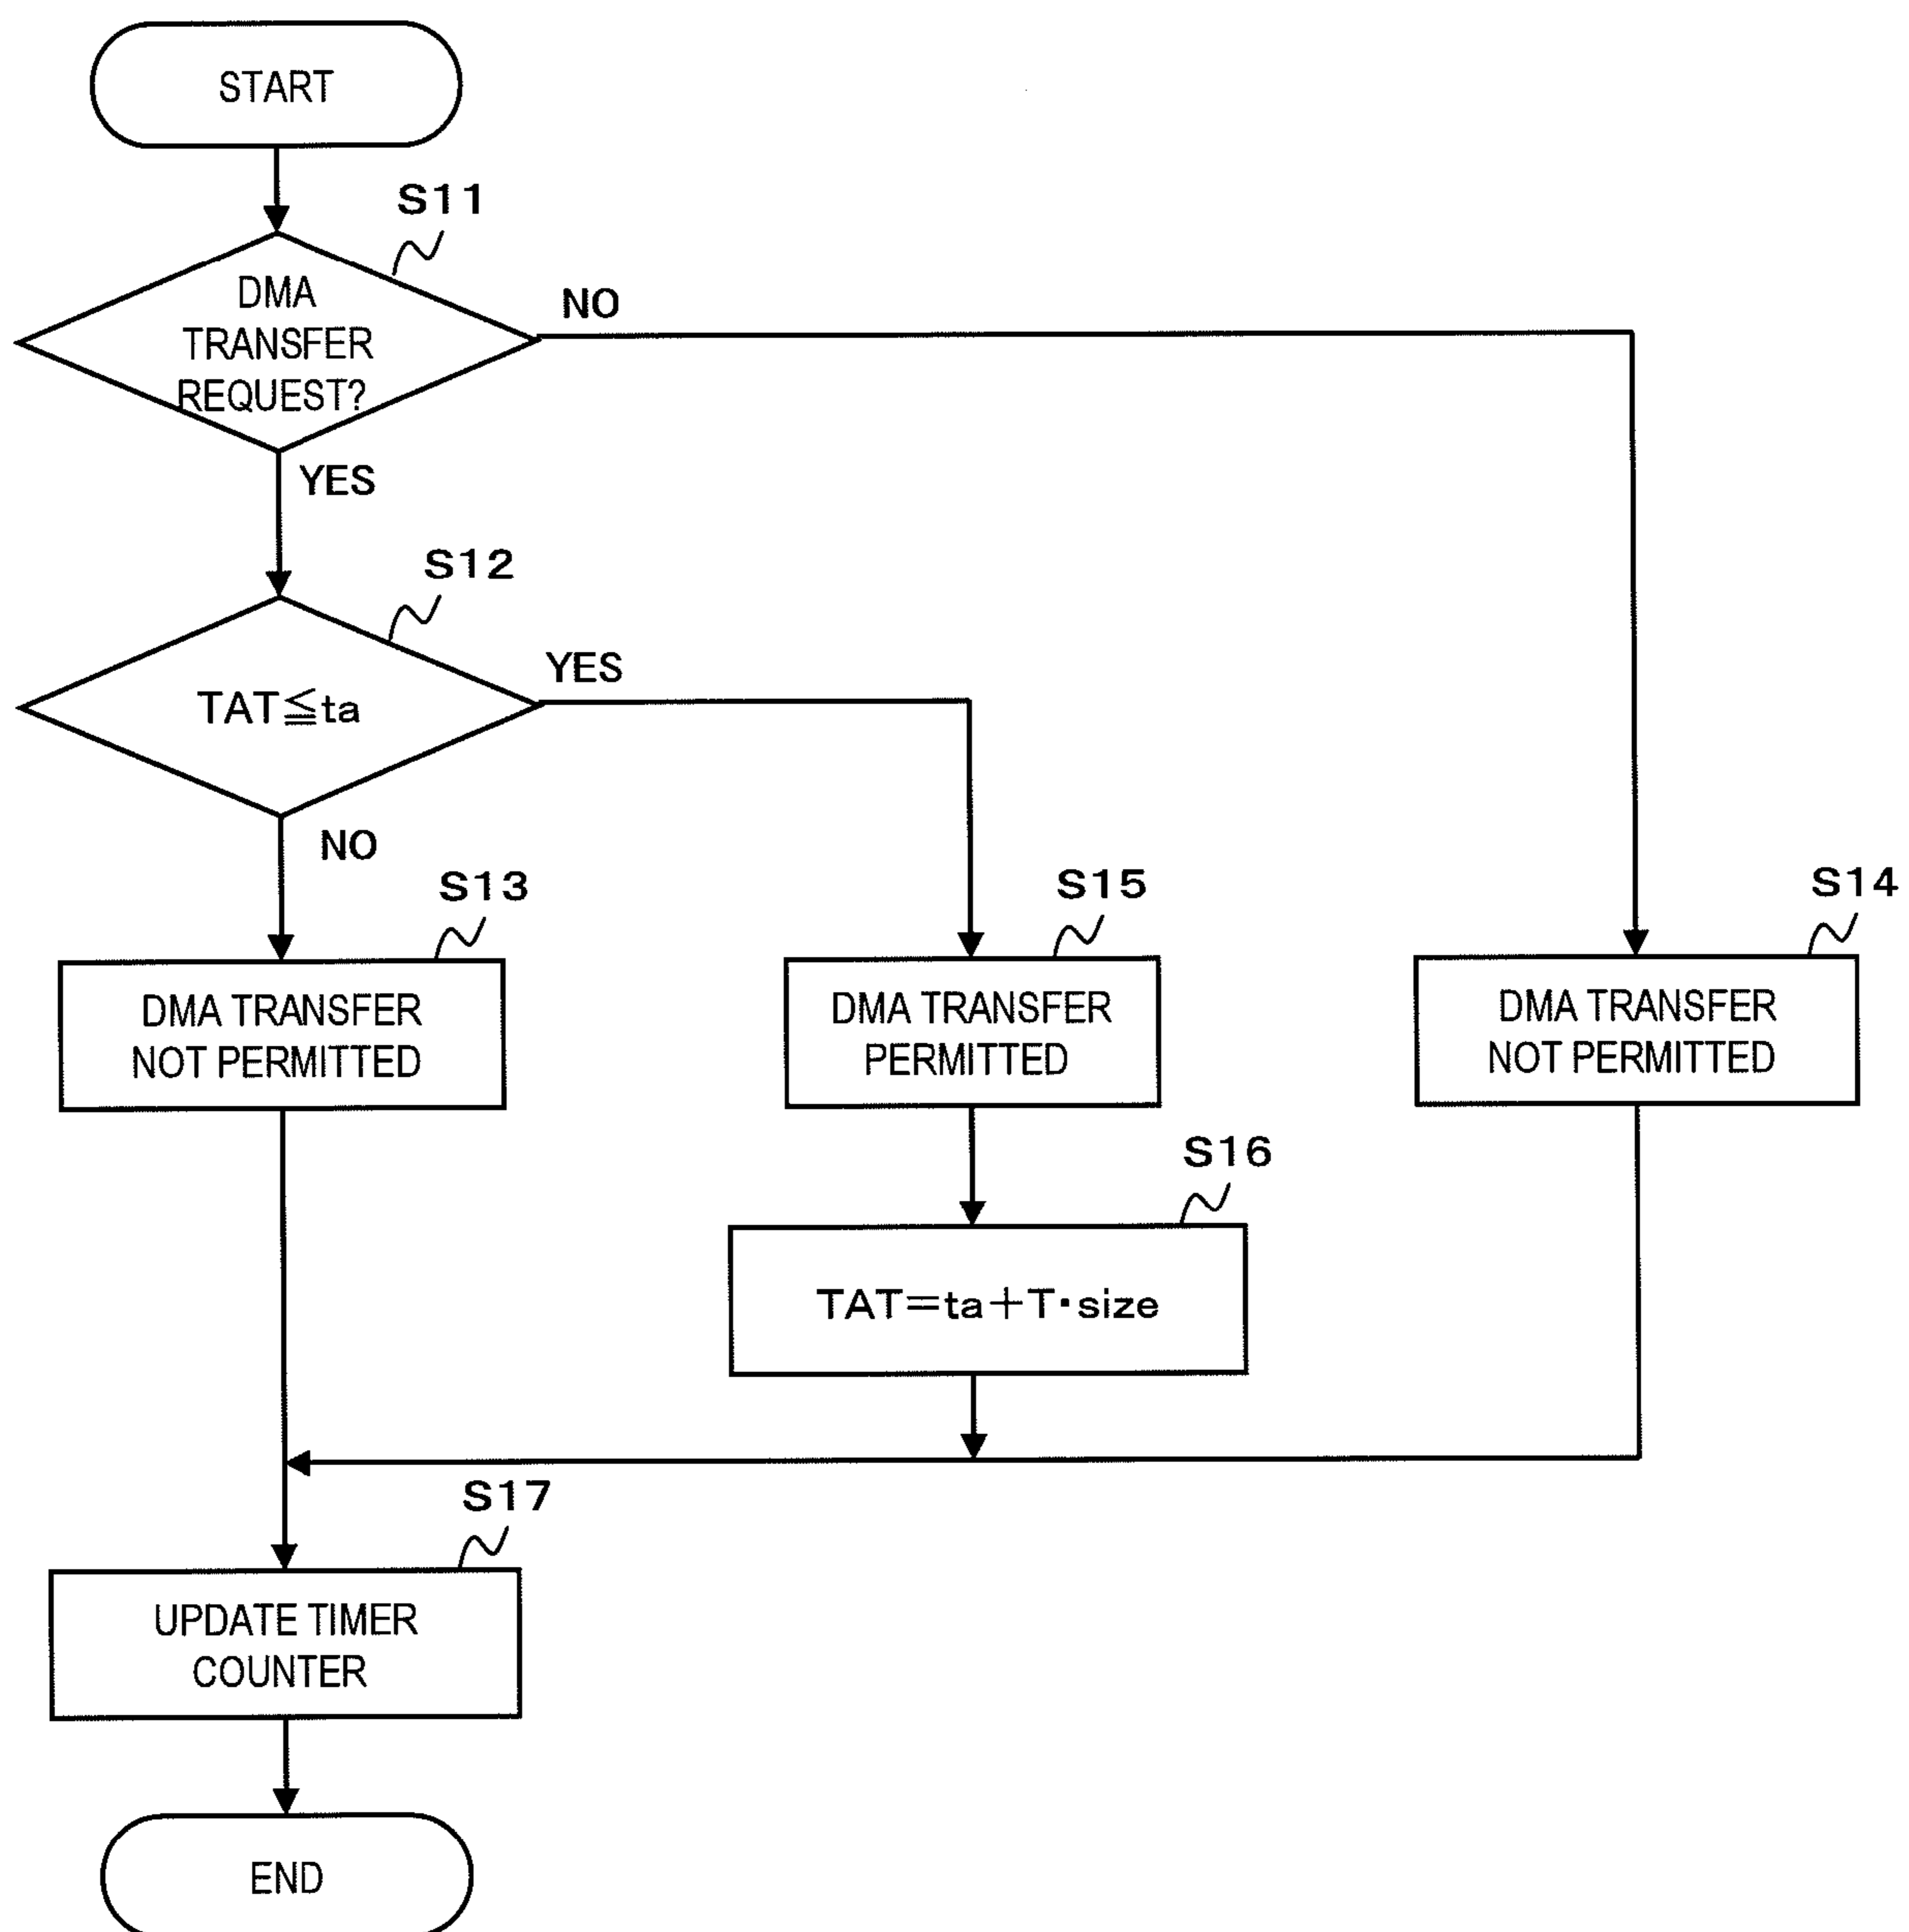 START
S11
DMA
TRANSFER
REQUEST?
NO
YES
S12
TAT≦ta
YES
NO
S13
DMA TRANSFER
NOT PERMITTED
S15
DMA TRANSFER
PERMITTED
S14
DMA TRANSFER
NOT PERMITTED
S16
TAT=ta+T·size
S17
UPDATE TIMER
COUNTER
END